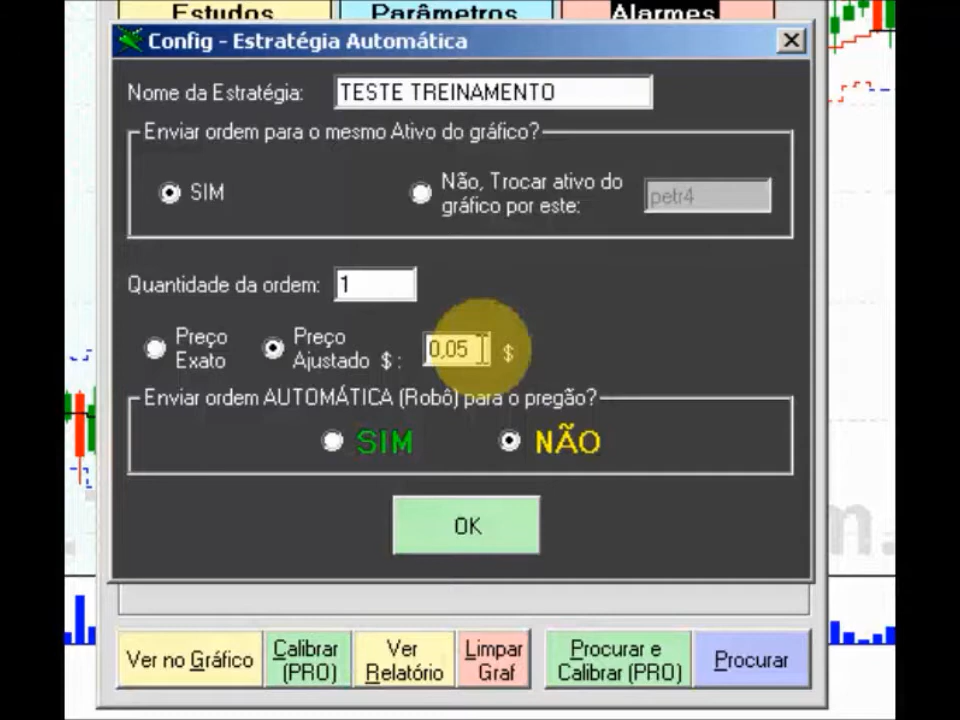 Estudos
Parâmetros
Alarmes
Config - Estratégia Automática
Nome da Estratégia: TESTE TREINAMENTO
Enviar ordem para o mesmo Ativo do gráfico?
SIM
Não, Trocar ativo do
gráfico por este:
petr4
Quantidade da ordem: 1
Preço
Exato
Preço
Ajustado $ :
0,05 $
Enviar ordem AUTOMÁTICA (Robô) para o pregão?
SIM
NÃO
OK
Ver no Gráfico
Calibrar
(PRO)
Ver
Relatório
Limpar
Graf
Procurar e
Calibrar (PRO)
Procurar